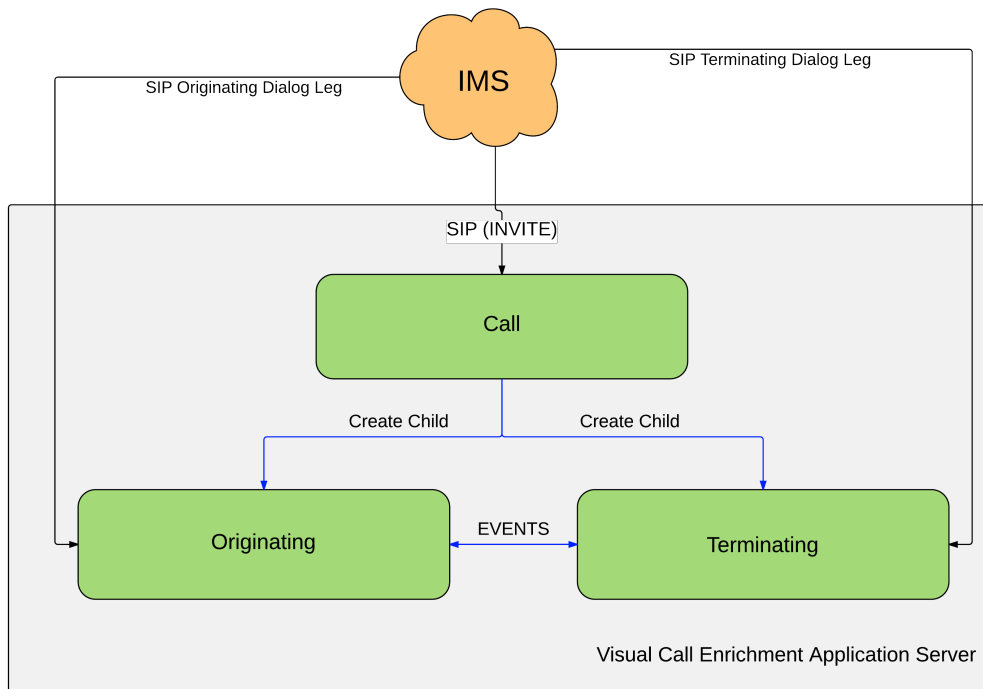 IMS
SIP Originating Dialog Leg
SIP Terminating Dialog Leg
SIP (INVITE)
Call
Create Child
Create Child
Originating
EVENTS
Terminating
Visual Call Enrichment Application Server